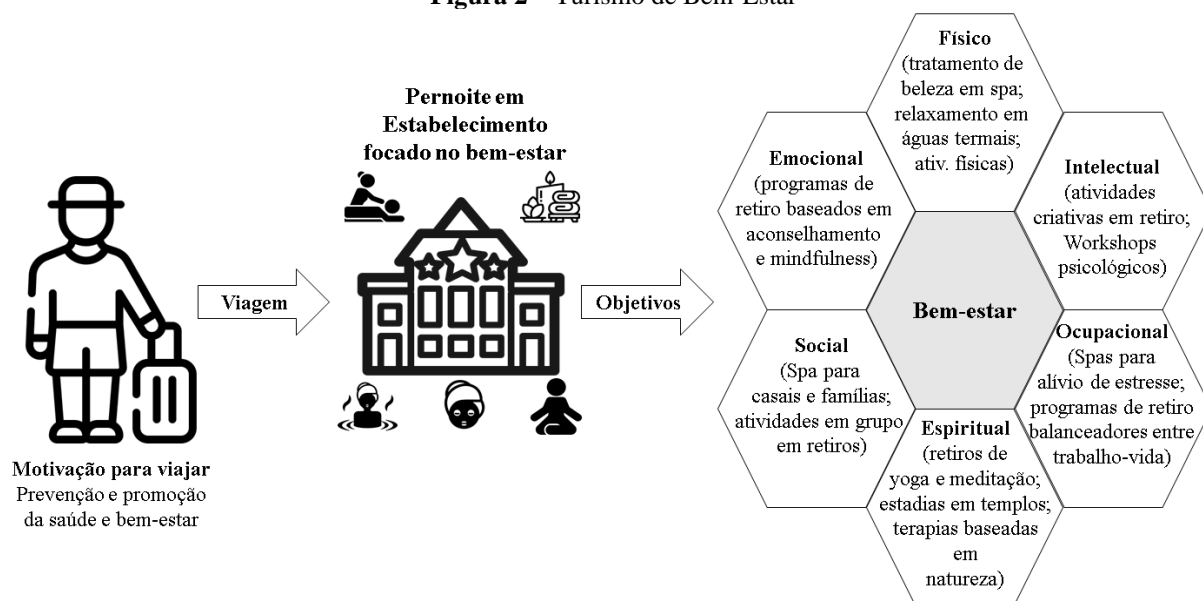 Figura 2 – Turismo de Bem-Estar
Motivação para viajar
Prevenção e promoção
da saúde e bem-estar
Viagem
Pernoite em
Estabelecimento
focado no bem-estar
Objetivos
Físico
(tratamento de
beleza em spa;
relaxamento em
águas termais;
ativ. físicas)
Emocional
(programas de
retiro baseados em
aconselhamento
e mindfulness)
Intelectual
(atividades
criativas em retiro;
Workshops
psicológicos)
Bem-estar
Social
(Spa para
casais e famílias;
atividades em grupo
em retiros)
Ocupacional
(Spas para
alívio de estresse;
programas de retiro
balanceadores entre
trabalho-vida)
Espiritual
(retiros de
yoga e meditação;
estadias em templos;
terapias baseadas
em
natureza)